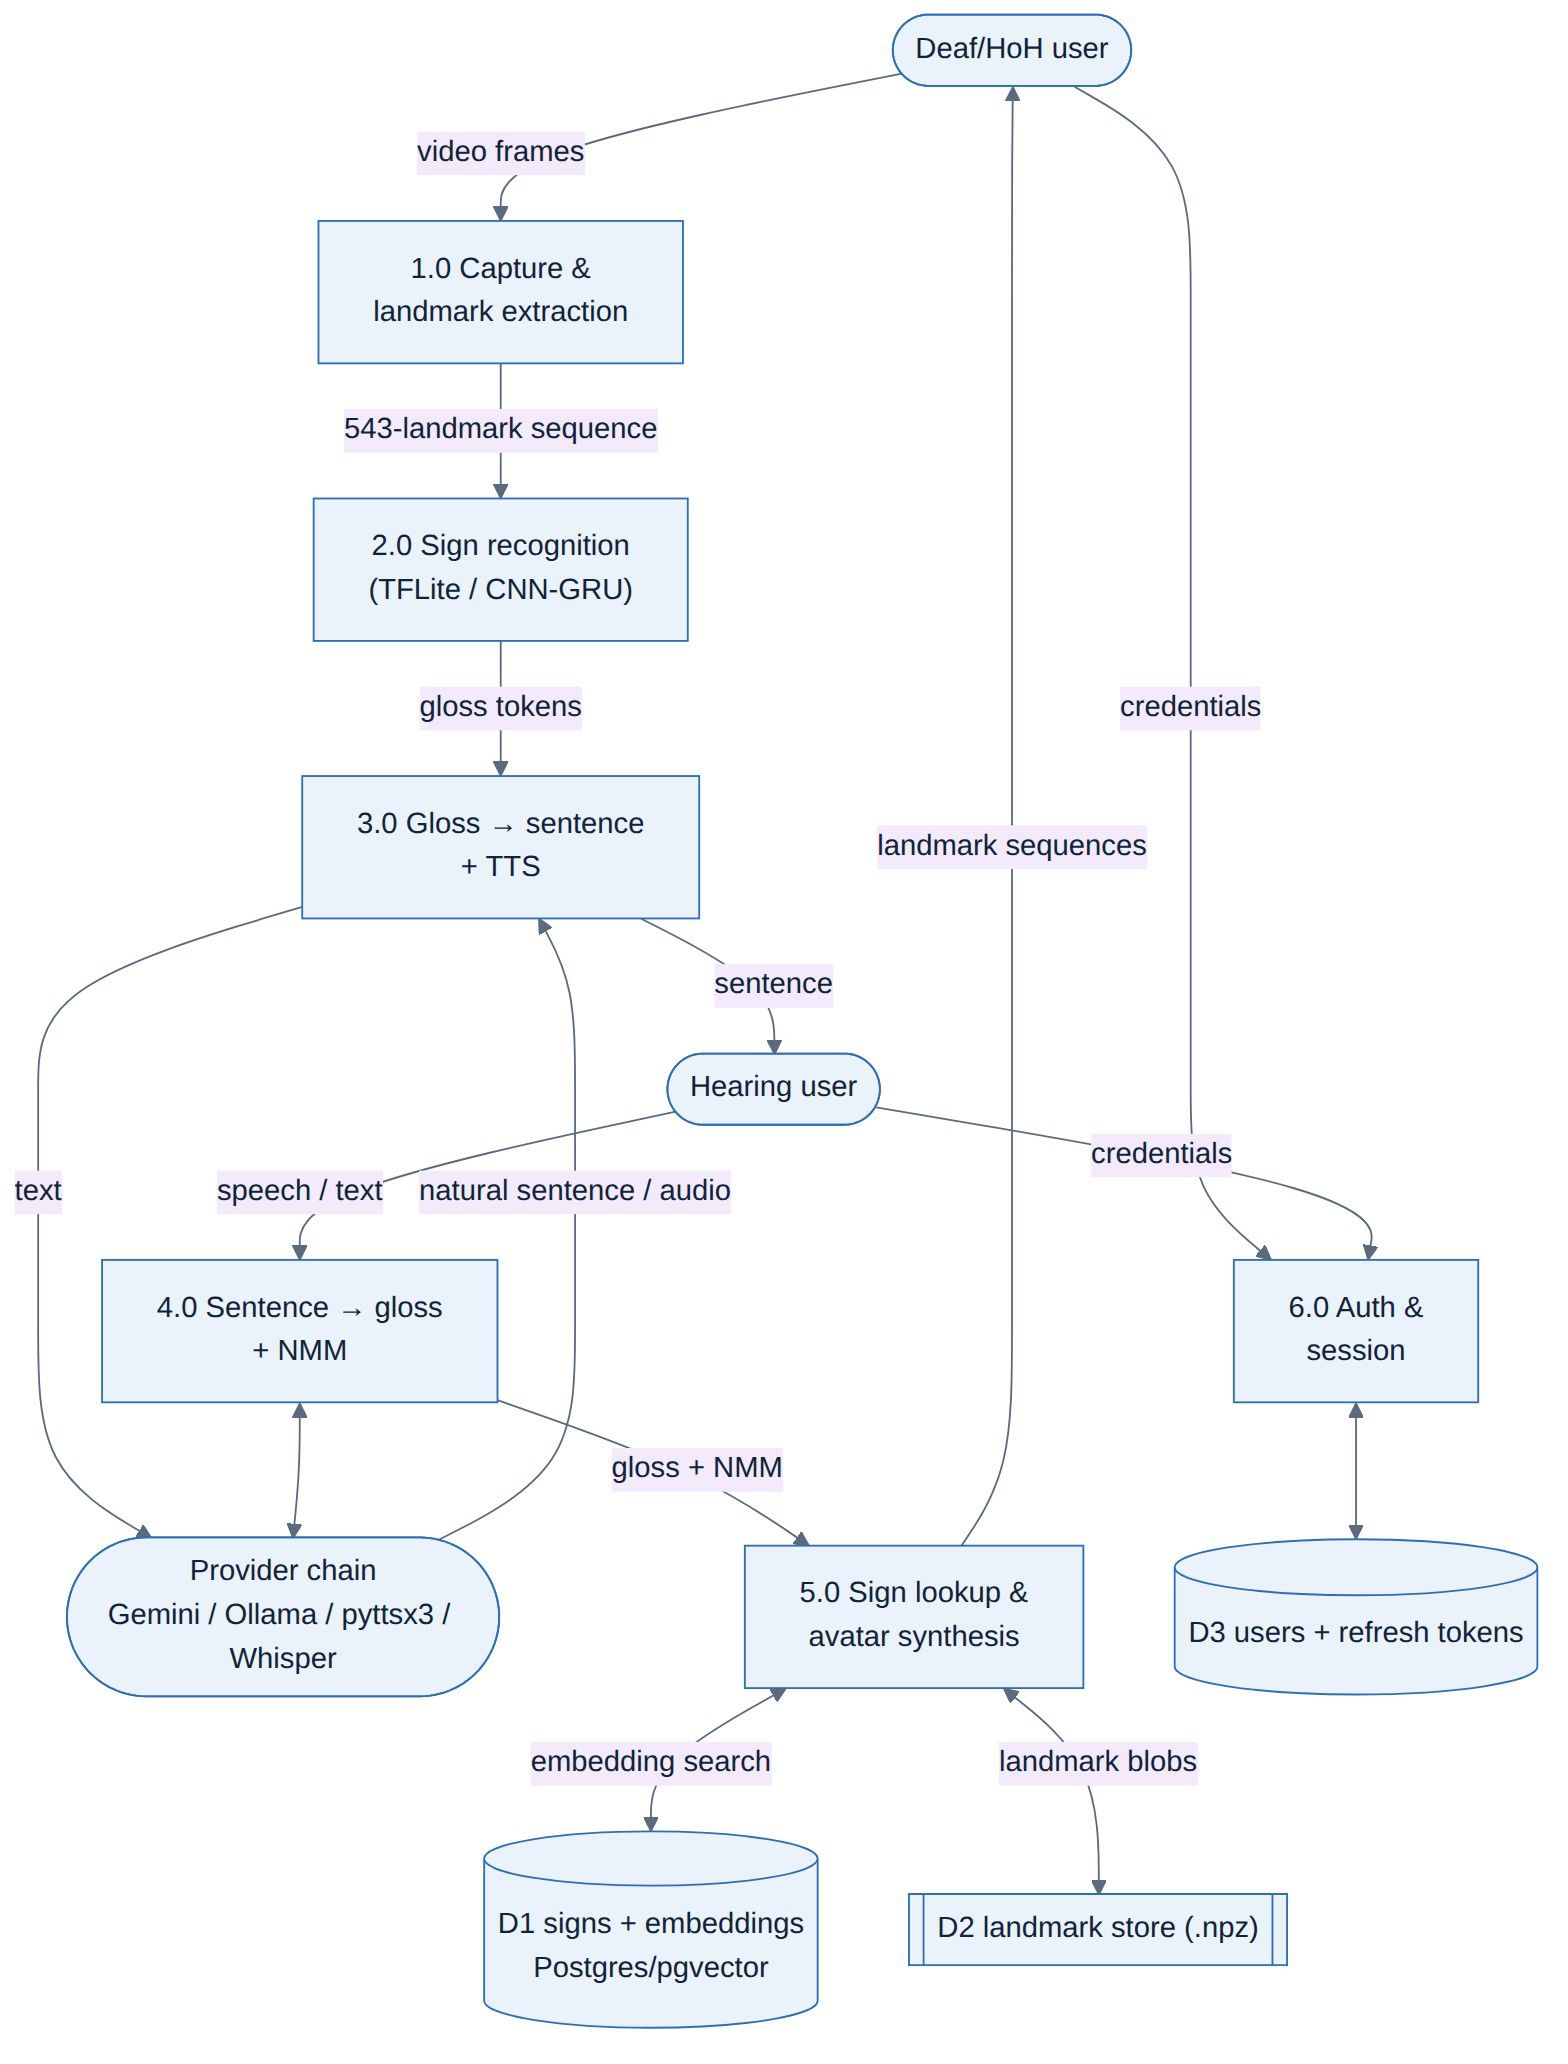 Deaf/HoH user
video frames
1.0 Capture &
landmark extraction
543-landmark sequence
2.0 Sign recognition
(TFLite / CNN-GRU)
gloss tokens
credentials
3.0 Gloss → sentence
+ TTS
landmark sequences
sentence
Hearing user
credentials
text
speech / text
natural sentence / audio
4.0 Sentence → gloss
+ NMM
6.0 Auth &
session
gloss + NMM
Provider chain
Gemini / Ollama / pyttsx3 /
Whisper
5.0 Sign lookup &
avatar synthesis
D3 users + refresh tokens
embedding search
landmark blobs
D1 signs + embeddings
Postgres/pgvector
D2 landmark store (.npz)